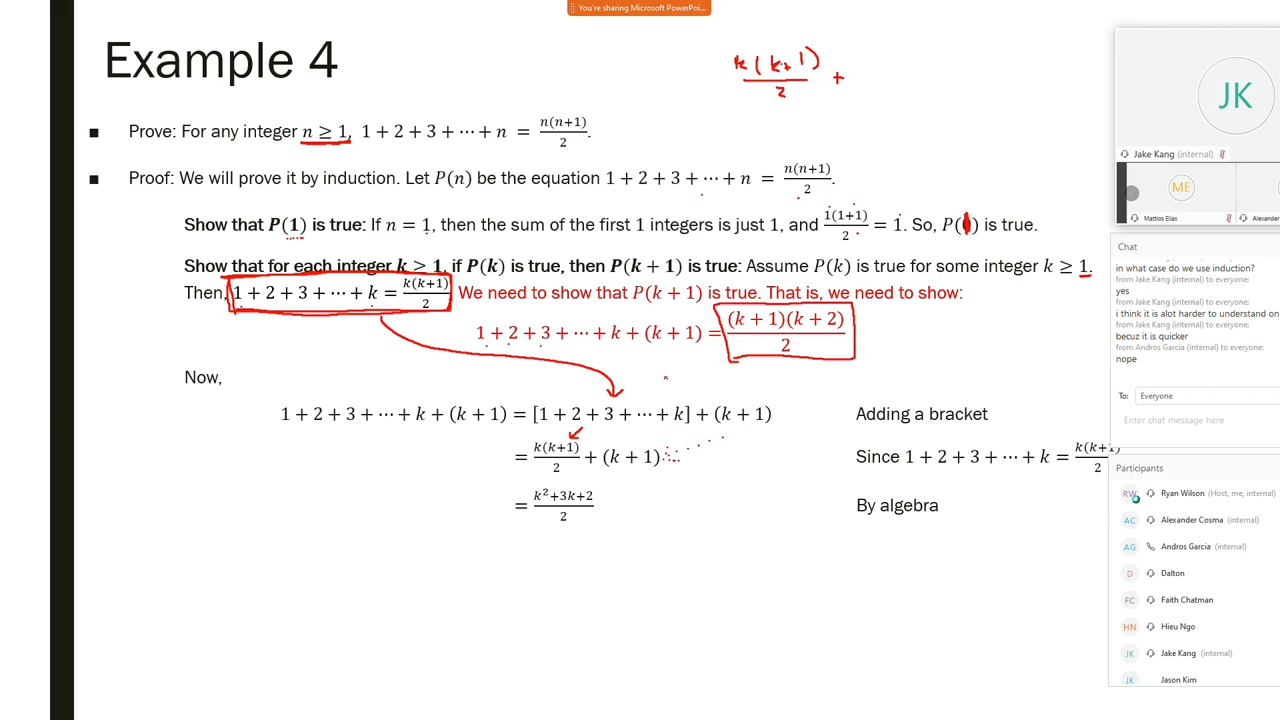 You're sharing Microsoft PowerPoi...
Example 4
k(k+1)/2 +
■ Prove: For any integer n ≥ 1, 1 + 2 + 3 + ⋯ + n = n(n+1)/2.
■ Proof: We will prove it by induction. Let P(n) be the equation 1 + 2 + 3 + ⋯ + n = n(n+1)/2.
Show that P(1) is true: If n = 1, then the sum of the first 1 integers is just 1, and 1(1+1)/2 = 1. So, P( ) is true.
Show that for each integer k ≥ 1, if P(k) is true, then P(k + 1) is true: Assume P(k) is true for some integer k ≥ 1.
Then, 1 + 2 + 3 + ⋯ + k = k(k+1)/2 We need to show that P(k + 1) is true. That is, we need to show:
1 + 2 + 3 + ⋯ + k + (k + 1) = (k + 1)(k + 2)/2
Now,
1 + 2 + 3 + ⋯ + k + (k + 1) = [1 + 2 + 3 + ⋯ + k] + (k + 1) Adding a bracket
= k(k+1)/2 + (k + 1) Since 1 + 2 + 3 + ⋯ + k = k(k+1)/2
= k²+3k+2/2 By algebra
JK
Jake Kang (internal)
ME
Mattios Elias
Alexander
Chat
in what case do we use induction?
from Jake Kang (internal) to everyone:
yes
from Jake Kang (internal) to everyone:
i think it is alot harder to understand on
from Jake Kang (internal) to everyone:
becuz it is quicker
from Andros Garcia (internal) to everyone:
nope
To: Everyone
Enter chat message here
Participants
RW Ryan Wilson (Host, me, internal)
AC Alexander Cosma (internal)
AG Andros Garcia (internal)
D Dalton
FC Faith Chatman
HN Hieu Ngo
JK Jake Kang (internal)
JK Jason Kim